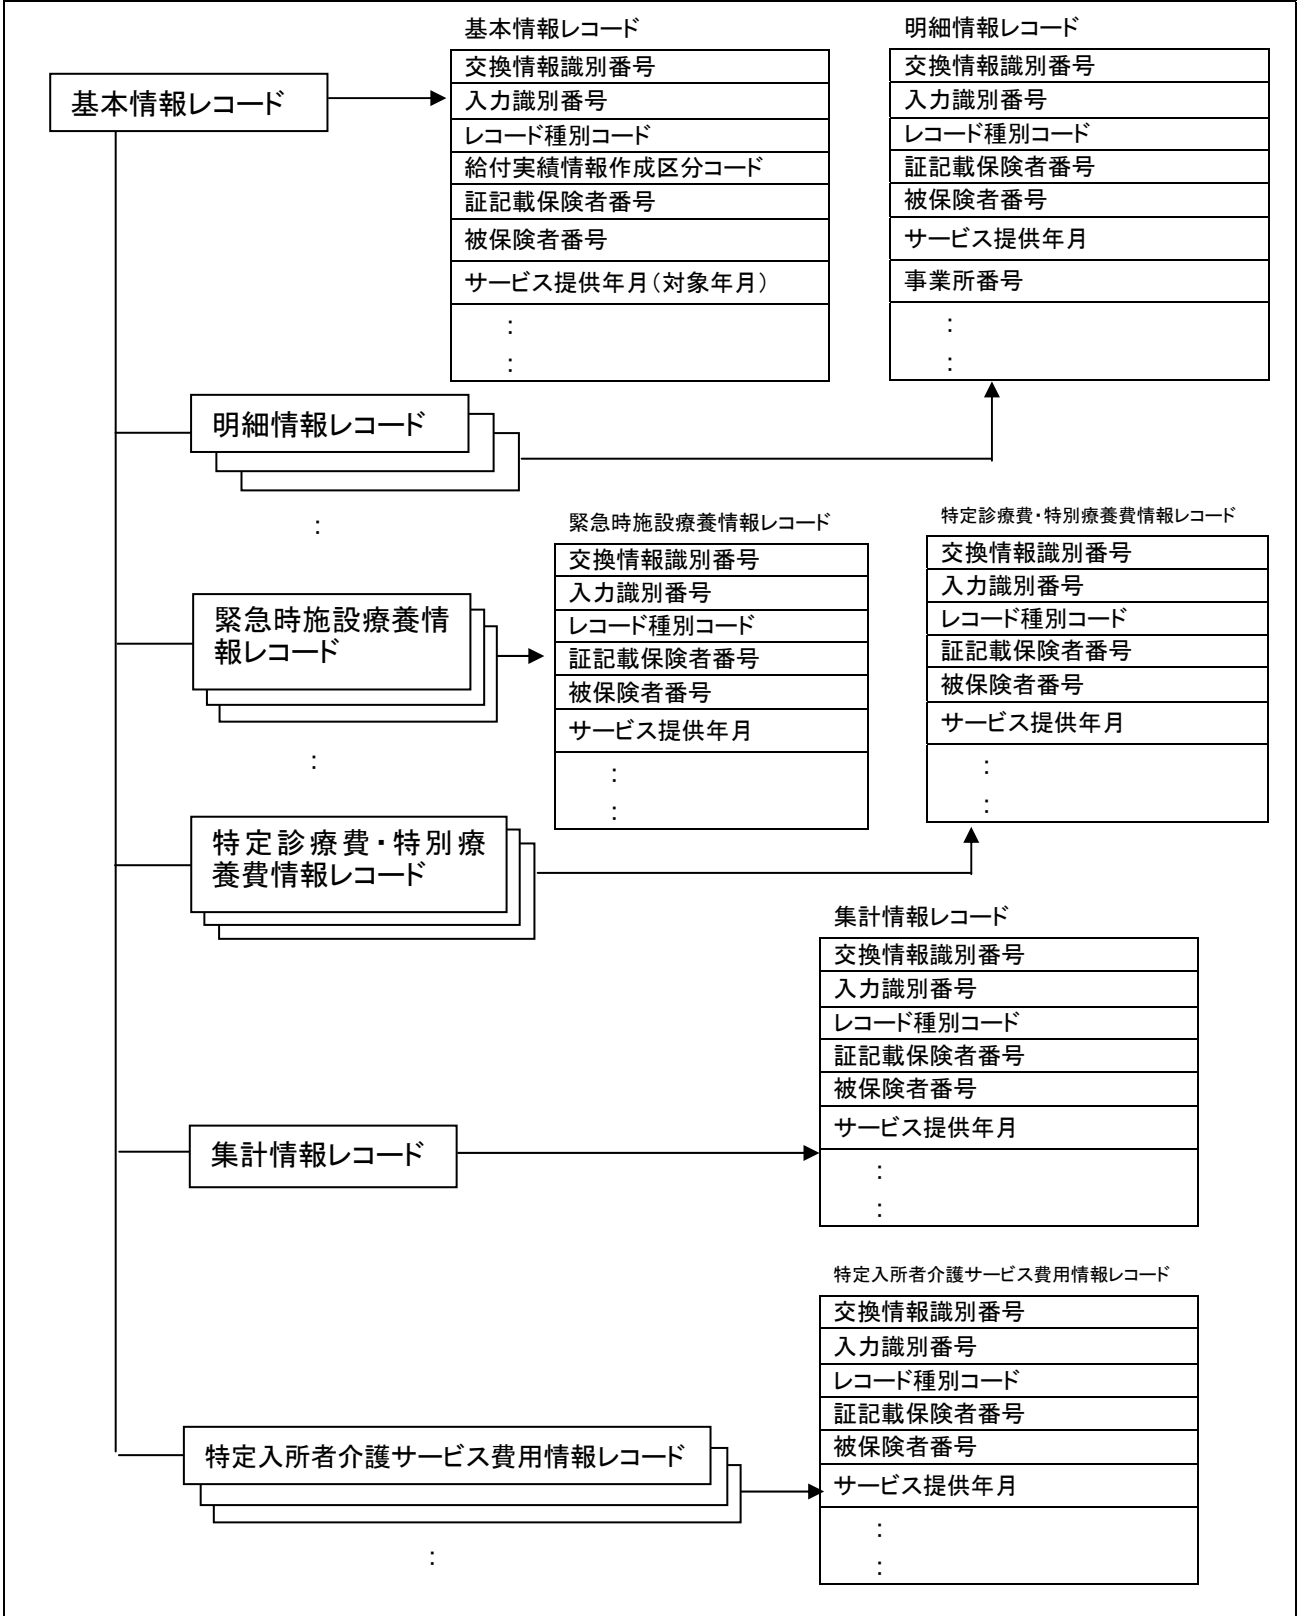 基本情報レコード
基本情報レコード
交換情報識別番号
入力識別番号
レコード種別コード
給付実績情報作成区分コード
証記載保険者番号
被保険者番号
サービス提供年月(対象年月)
:
:
明細情報レコード
交換情報識別番号
入力識別番号
レコード種別コード
証記載保険者番号
被保険者番号
サービス提供年月
事業所番号
:
:
明細情報レコード
:
緊急時施設療養情報レコード
交換情報識別番号
入力識別番号
レコード種別コード
証記載保険者番号
被保険者番号
サービス提供年月
:
:
特定診療費・特別療養費情報レコード
交換情報識別番号
入力識別番号
レコード種別コード
証記載保険者番号
被保険者番号
サービス提供年月
:
:
緊急時施設療養情
報レコード
:
特定診療費・特別療
養費情報レコード
集計情報レコード
交換情報識別番号
入力識別番号
レコード種別コード
証記載保険者番号
被保険者番号
サービス提供年月
:
:
集計情報レコード
特定入所者介護サービス費用情報レコード
交換情報識別番号
入力識別番号
レコード種別コード
証記載保険者番号
被保険者番号
サービス提供年月
:
:
特定入所者介護サービス費用情報レコード
: